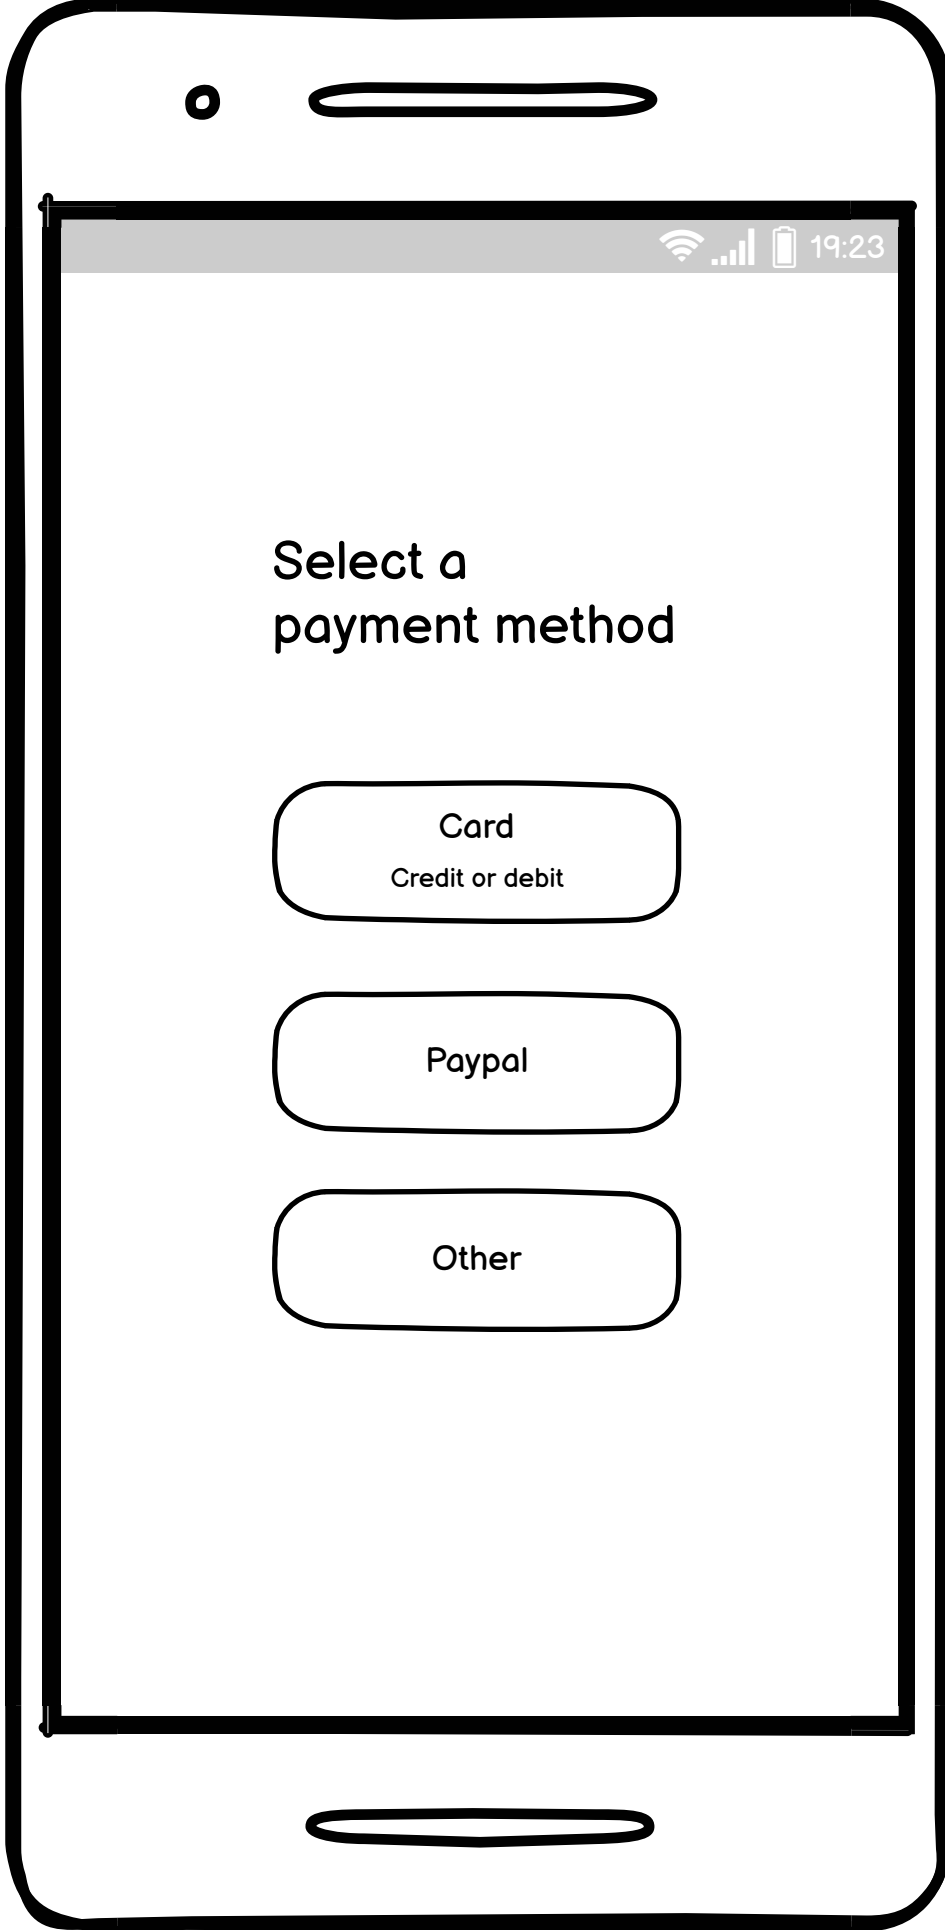 19:23
Select a
payment method
Card
Credit or debit
Paypal
Other